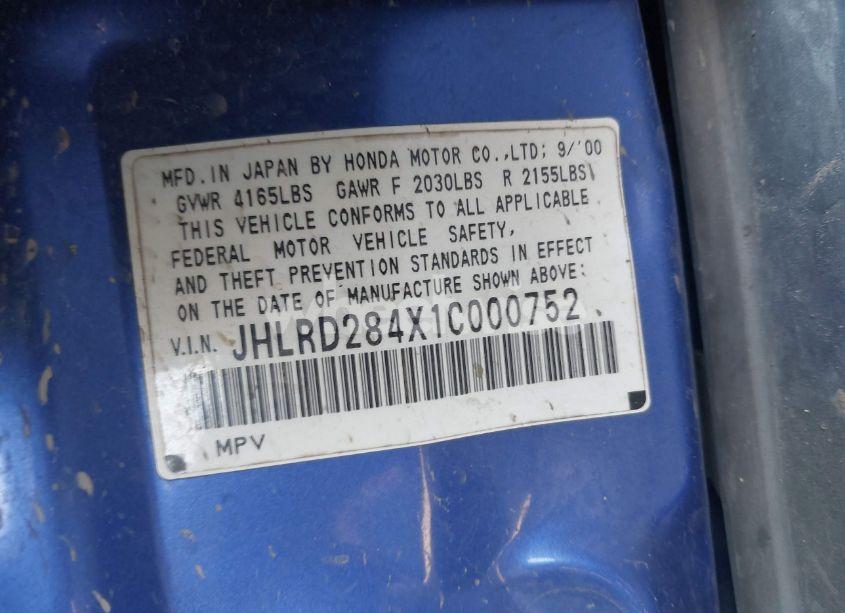 MFD. IN JAPAN BY HONDA MOTOR CO.,LTD; 9/'00
GVWR 4165LBS GAWR F 2030LBS R 2155LBS
THIS VEHICLE CONFORMS TO ALL APPLICABLE
FEDERAL MOTOR VEHICLE SAFETY,
AND THEFT PREVENTION STANDARDS IN EFFECT
ON THE DATE OF MANUFACTURE SHOWN ABOVE:
V.I.N. JHLRD284X1C000752
MPV